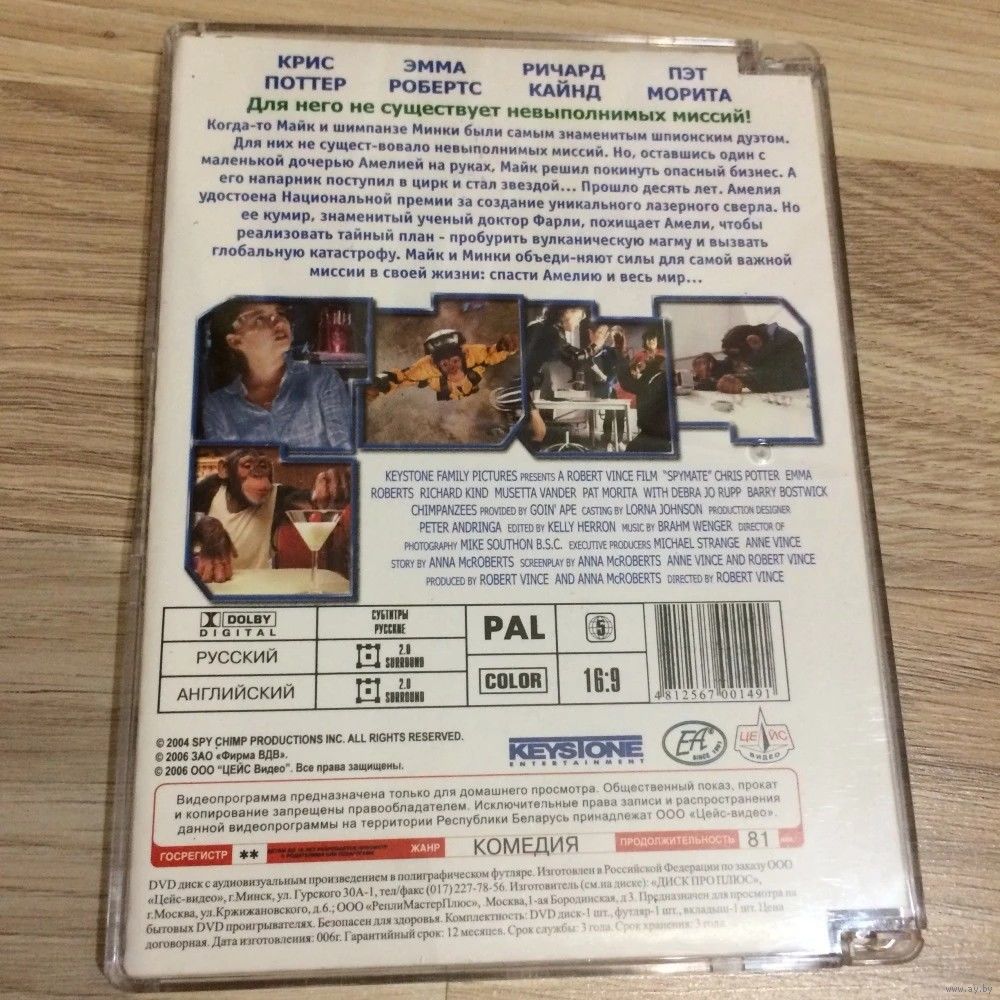 КРИС ПОТТЕР
ЭММА РОБЕРТС
РИЧАРД КАЙНД
ПЭТ МОРИТА
Для него не существует невыполнимых миссий!
Когда-то Майк и шимпанзе Минки были самым знаменитым шпионским дуэтом.
Для них не сущест-вовало невыполнимых миссий. Но, оставшись один с
маленькой дочерью Амелией на руках, Майк решил покинуть опасный бизнес. А
его напарник поступил в цирк и стал звездой... Прошло десять лет. Амелия
удостоена Национальной премии за создание уникального лазерного сверла. Но
ее кумир, знаменитый ученый доктор Фарли, похищает Амели, чтобы
реализовать тайный план - пробурить вулканическую магму и вызвать
глобальную катастрофу. Майк и Минки объеди-няют силы для самой важной
миссии в своей жизни: спасти Амелию и весь мир...
KEYSTONE FAMILY PICTURES PRESENTS A ROBERT VINCE FILM "SPYMATE" CHRIS POTTER EMMA
ROBERTS RICHARD KIND MUSETTA VANDER PAT MORITA WITH DEBRA JO RUPP BARRY BOSTWICK
CHIMPANZEES PROVIDED BY GOIN' APE CASTING BY LORNA JOHNSON PRODUCTION DESIGNER
PETER ANDRINGA EDITED BY KELLY HERRON MUSIC BY BRAHM WENGER DIRECTOR OF
PHOTOGRAPHY MIKE SOUTHON B.S.C. EXECUTIVE PRODUCERS MICHAEL STRANGE ANNE VINCE
STORY BY ANNA McROBERTS SCREENPLAY BY ANNA McROBERTS ANNE VINCE AND ROBERT VINCE
PRODUCED BY ROBERT VINCE AND ANNA McROBERTS DIRECTED BY ROBERT VINCE
DOLBY DIGITAL
СУБТИТРЫ РУССКИЕ
РУССКИЙ
2.0 SURROUND
АНГЛИЙСКИЙ
2.0 SURROUND
PAL
5
COLOR
16:9
4 812567 001491
© 2004 SPY CHIMP PRODUCTIONS INC. ALL RIGHTS RESERVED.
© 2006 ЗАО «Фирма ВДВ».
© 2006 ООО "ЦЕЙС Видео". Все права защищены.
KEYSTONE
ENTERTAINMENT
ЕА
SINCE 1991
ЦЕЙС
ВИДЕО
Видеопрограмма предназначена только для домашнего просмотра. Общественный показ, прокат
и копирование запрещены правообладателем. Исключительные права записи и распространения
данной видеопрограммы на территории Республики Беларусь принадлежат ООО «Цейс-видео».
ГОСРЕГИСТР ** ЖАНР КОМЕДИЯ ПРОДОЛЖИТЕЛЬНОСТЬ 81 мин.
DVD диск с аудиовизуальным произведением в полиграфическом футляре. Изготовлен в Российской Федерации по заказу ООО
«Цейс-видео», г.Минск, ул. Гурского 30А-1, тел/факс (017) 227-78-56. Изготовитель (см.на диске): «ДИСК ПРО ПЛЮС»,
г.Москва, ул.Кржижановского, д.6.; ООО «РеплиМастерПлюс», Москва,1-ая Бородинская, д.3. Предназначен для просмотра на
бытовых DVD проигрывателях. Безопасен для здоровья. Комплектность: DVD диск-1 шт., футляр-1 шт., вкладыш-1 шт. Цена
договорная. Дата изготовления: 006г. Гарантийный срок: 12 месяцев. Срок службы: 3 года. Срок хранения: 3 года.
www.ay.by